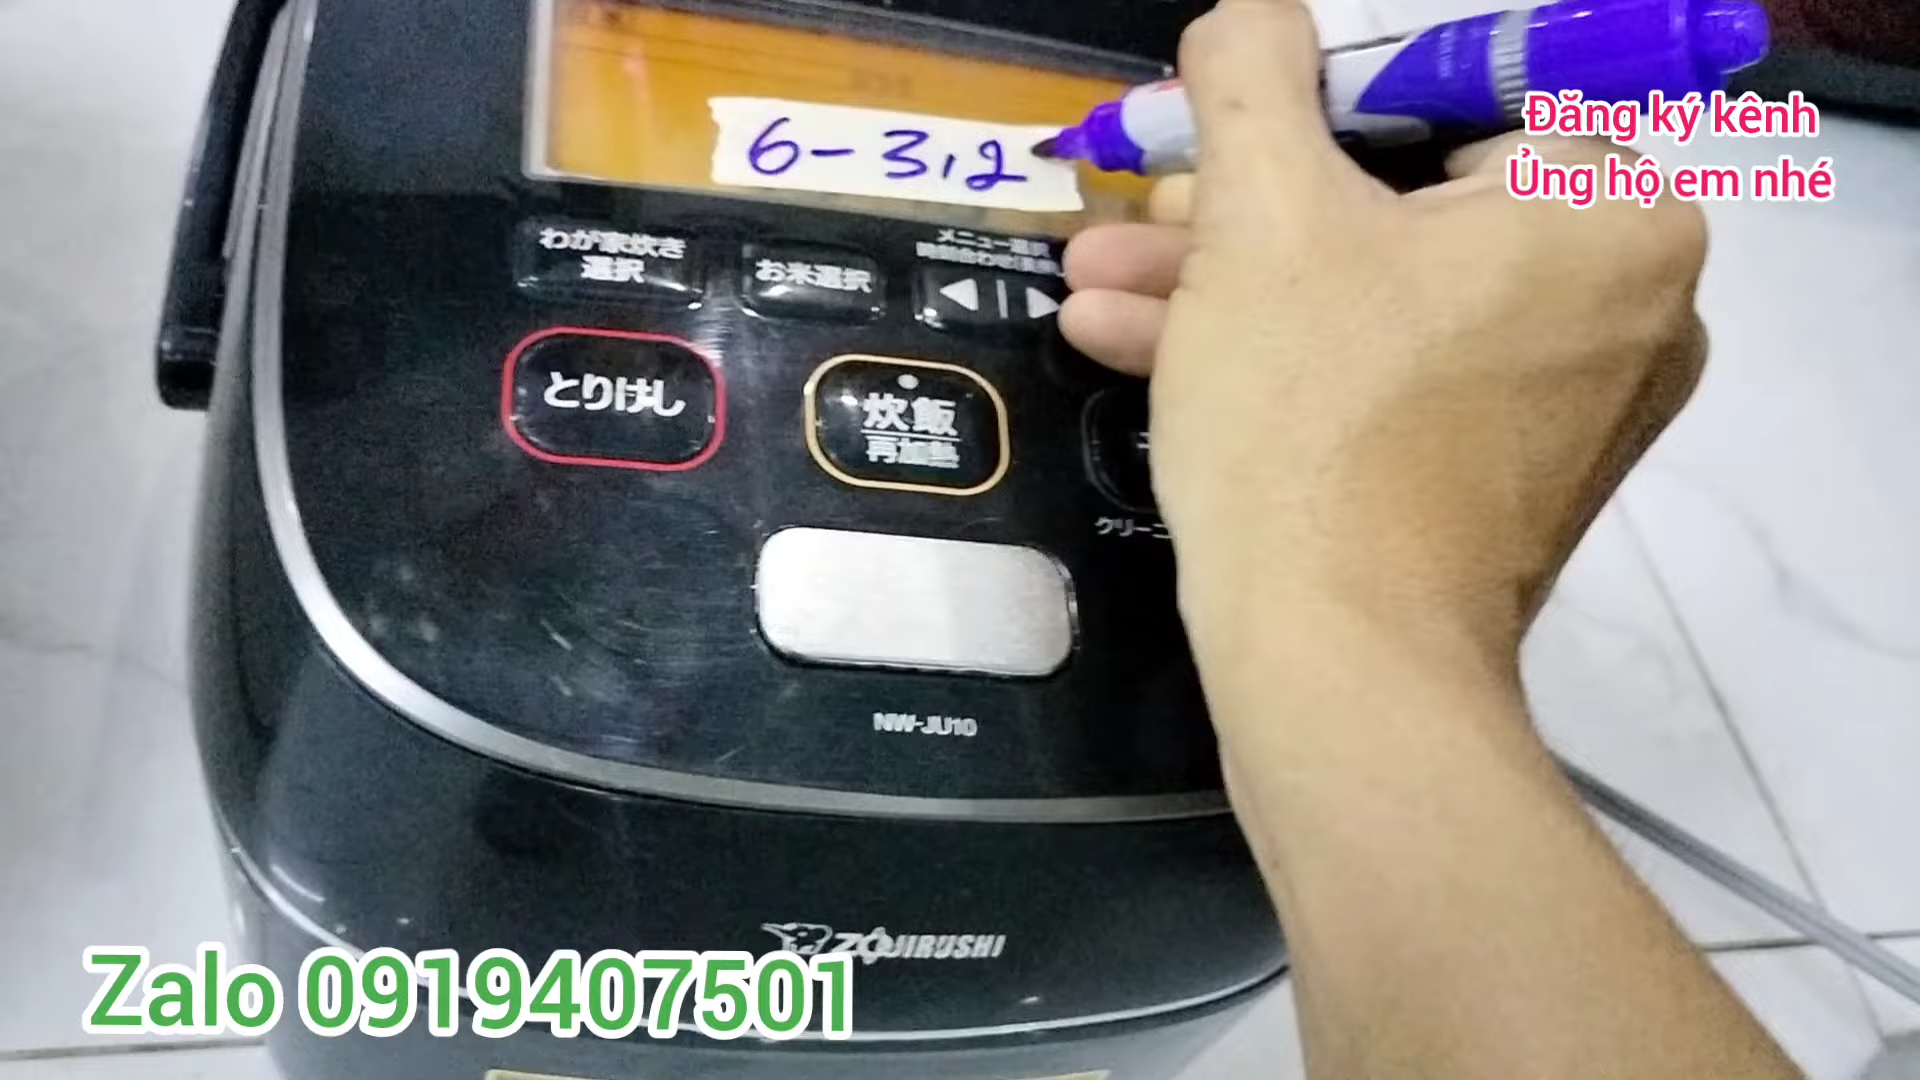 Đăng ký kênh
Ủng hộ em nhé
6-3,2
わが家炊き
選択
お米選択
メニュー選択
とりけし
炊飯
再加熱
クリーニ
NW-JU10
ZOJIRUSHI
Zalo 0919407501